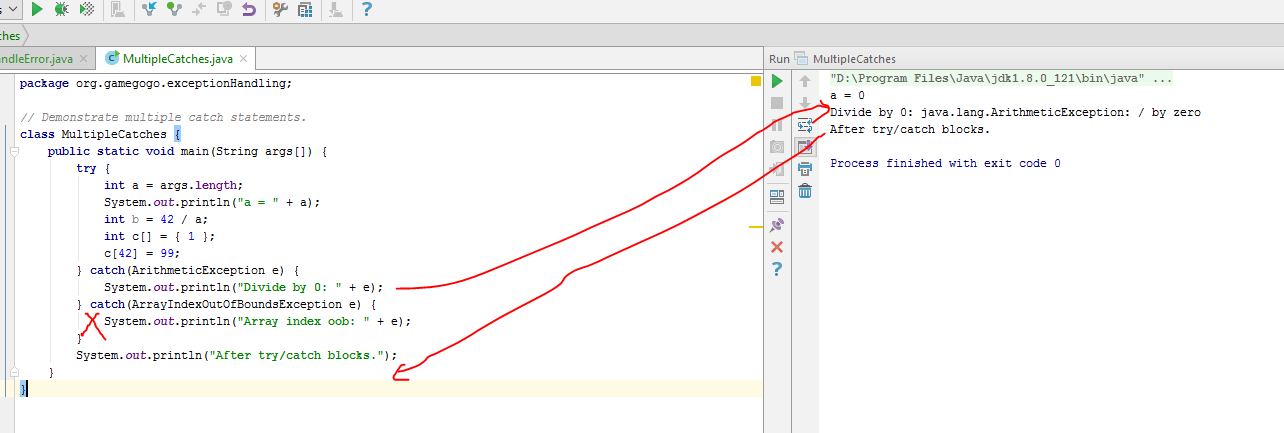 ches
ndleError.java
MultipleCatches.java
package org.gamegogo.exceptionHandling;
// Demonstrate multiple catch statements.
class MultipleCatches {
public static void main(String args[]) {
try {
int a = args.length;
System.out.println("a = " + a);
int b = 42 / a;
int c[] = { 1 };
c[42] = 99;
} catch(ArithmeticException e) {
System.out.println("Divide by 0: " + e);
} catch(ArrayIndexOutOfBoundsException e) {
System.out.println("Array index oob: " + e);
}
System.out.println("After try/catch blocks.");
}
}
Run MultipleCatches
"D:\Program Files\Java\jdk1.8.0_121\bin\java" ...
a = 0
Divide by 0: java.lang.ArithmeticException: / by zero
After try/catch blocks.
Process finished with exit code 0